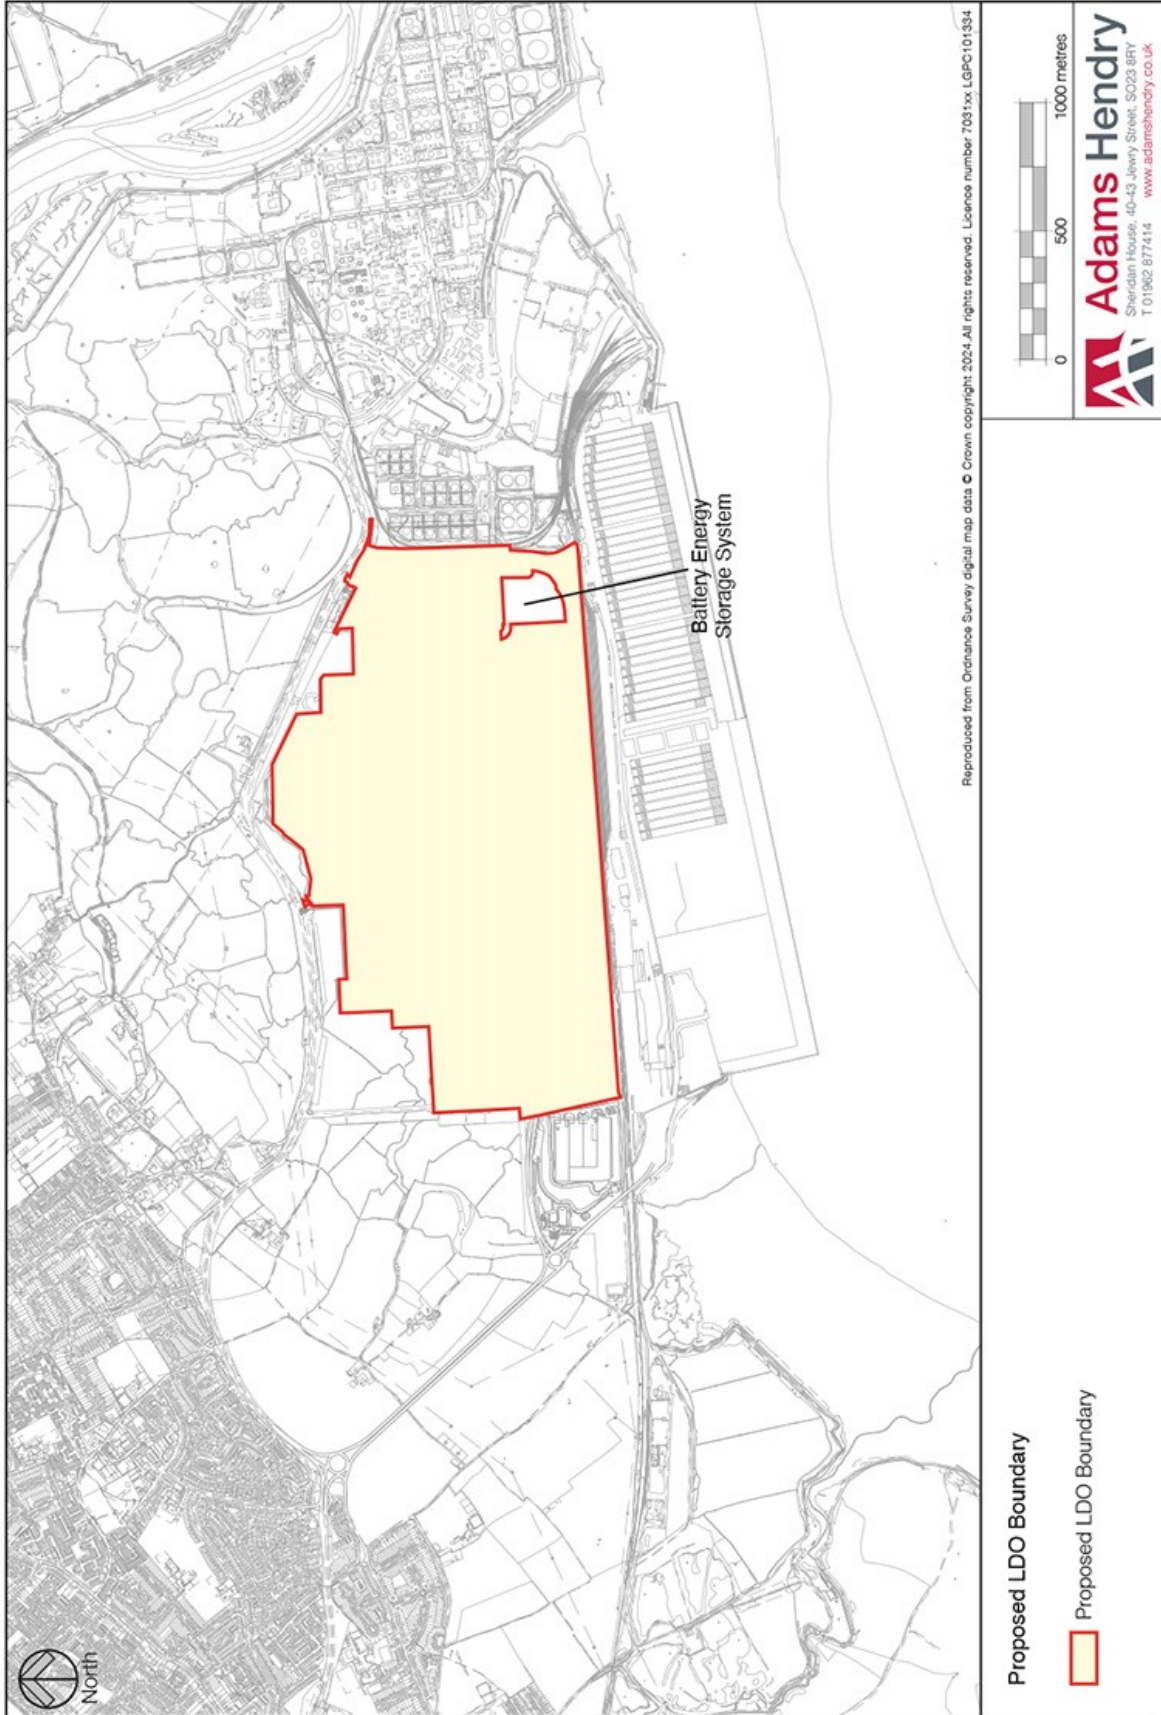 North
Battery Energy
Storage System
Reproduced from Ordnance Survey digital map data © Crown copyright 2024.All rights reserved. Licence number 7031xx LGPC101334
Proposed LDO Boundary
Proposed LDO Boundary
0 500 1000 metres
Adams Hendry
Sheridan House, 40-43 Jewry Street, SO23 8RY
T 01962 877414 www.adamshendry.co.uk